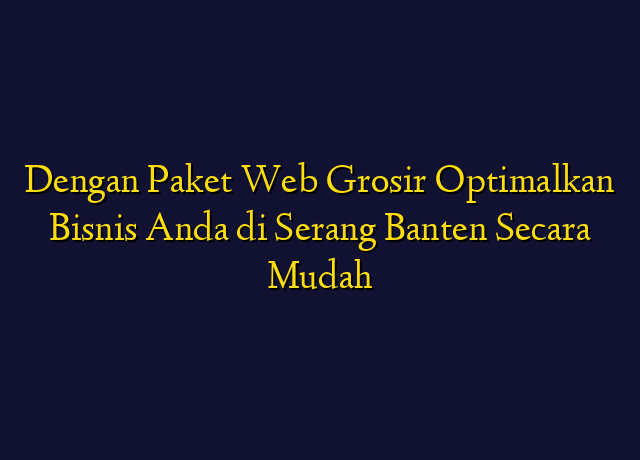 Dengan Paket Web Grosir Optimalkan
Bisnis Anda di Serang Banten Secara
Mudah